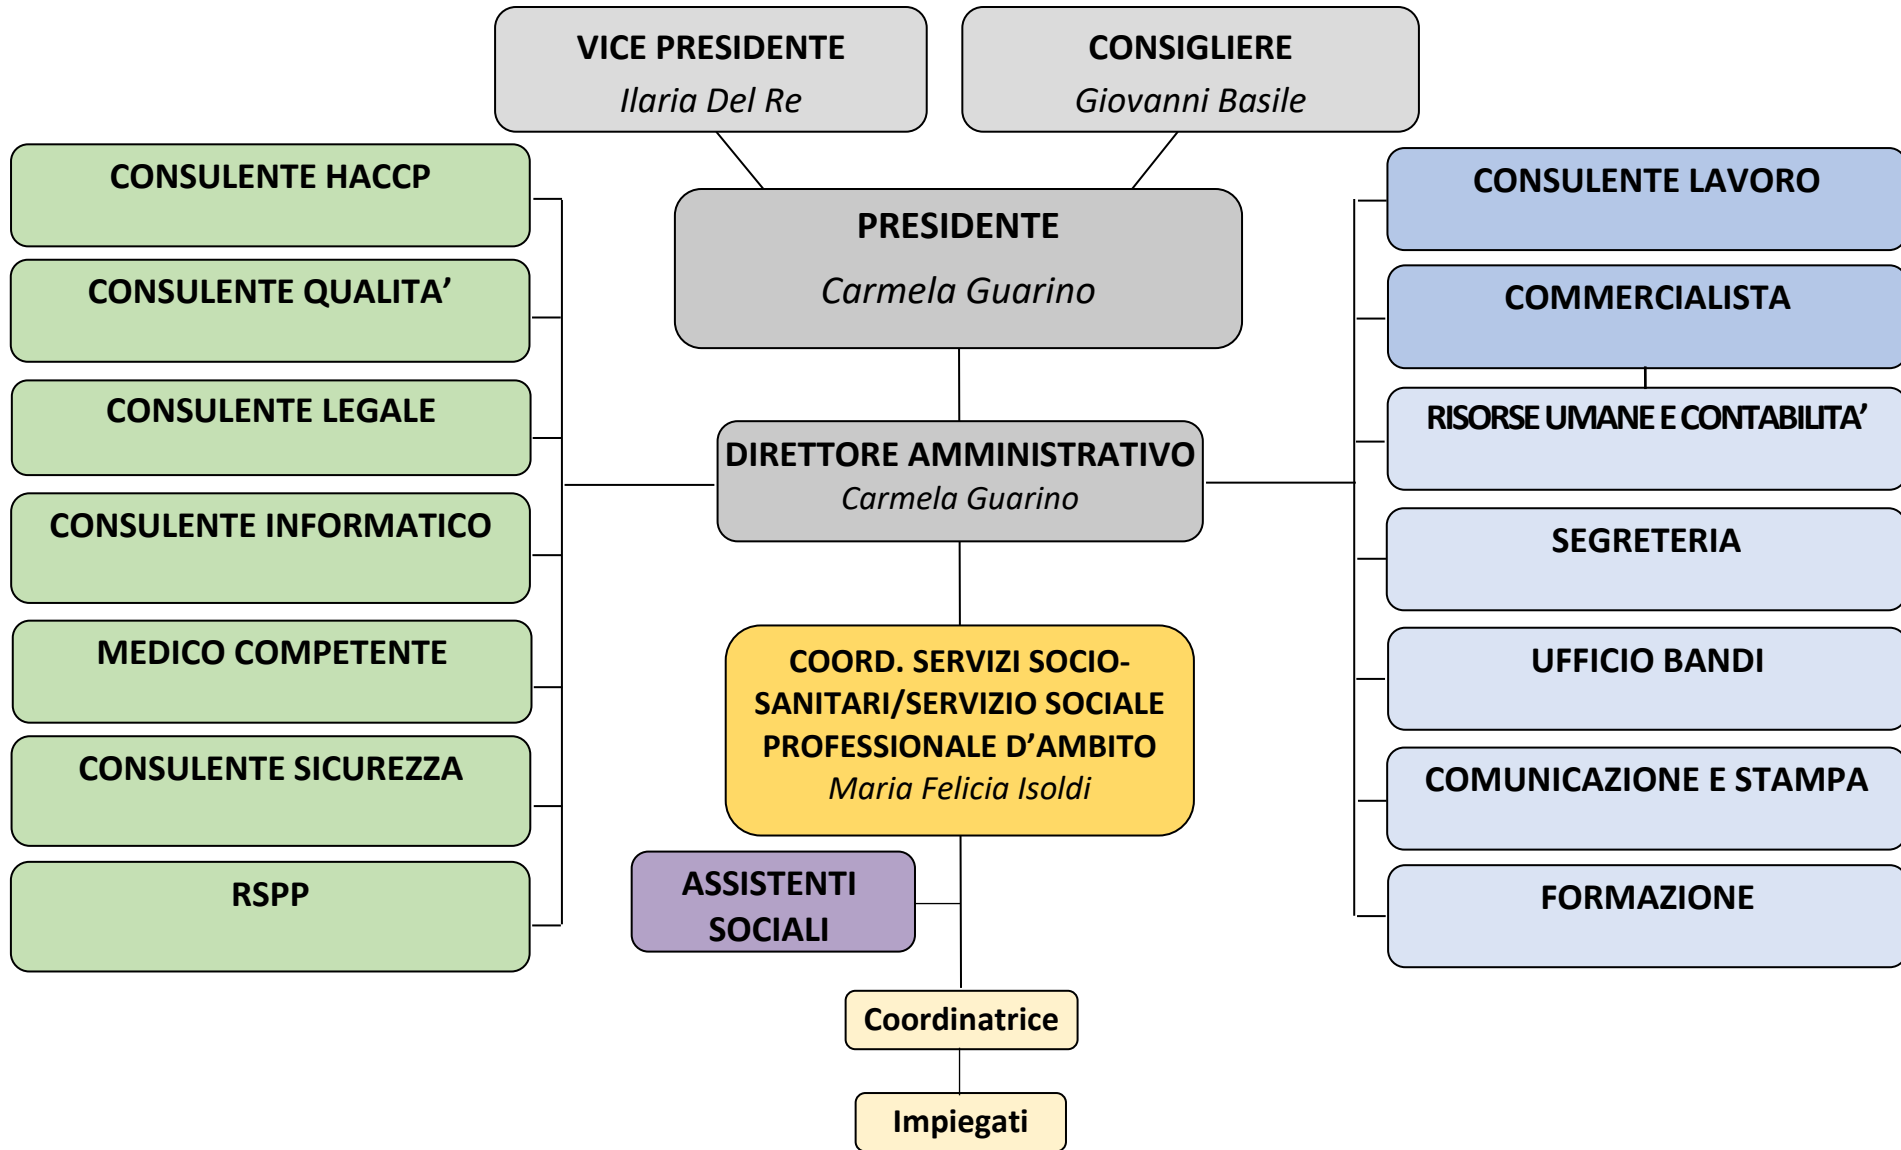 VICE PRESIDENTE
Ilaria Del Re
CONSIGLIERE
Giovanni Basile
PRESIDENTE
Carmela Guarino
DIRETTORE AMMINISTRATIVO
Carmela Guarino
CONSULENTE HACCP
CONSULENTE QUALITA’
CONSULENTE LEGALE
CONSULENTE INFORMATICO
MEDICO COMPETENTE
CONSULENTE SICUREZZA
RSPP
CONSULENTE LAVORO
COMMERCIALISTA
RISORSE UMANE E CONTABILITA’
SEGRETERIA
UFFICIO BANDI
COMUNICAZIONE E STAMPA
FORMAZIONE
COORD. SERVIZI SOCIO-
SANITARI/SERVIZIO SOCIALE
PROFESSIONALE D’AMBITO
Maria Felicia Isoldi
ASSISTENTI
SOCIALI
Coordinatrice
Impiegati